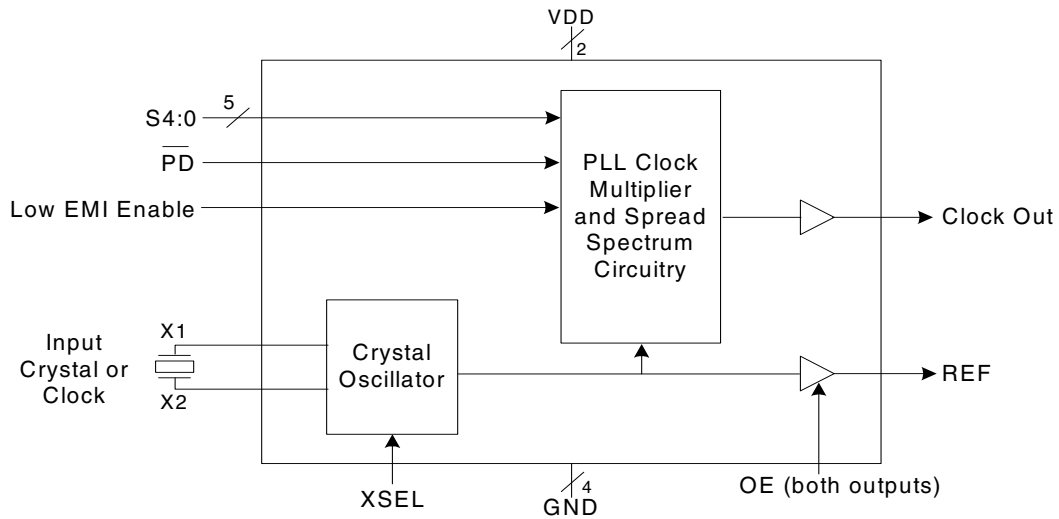 VDD
2
S4:0
5
PD
Low EMI Enable
PLL Clock
Multiplier
and Spread
Spectrum
Circuitry
Clock Out
Input
Crystal or
Clock
X1
X2
Crystal
Oscillator
REF
XSEL
4
GND
OE (both outputs)